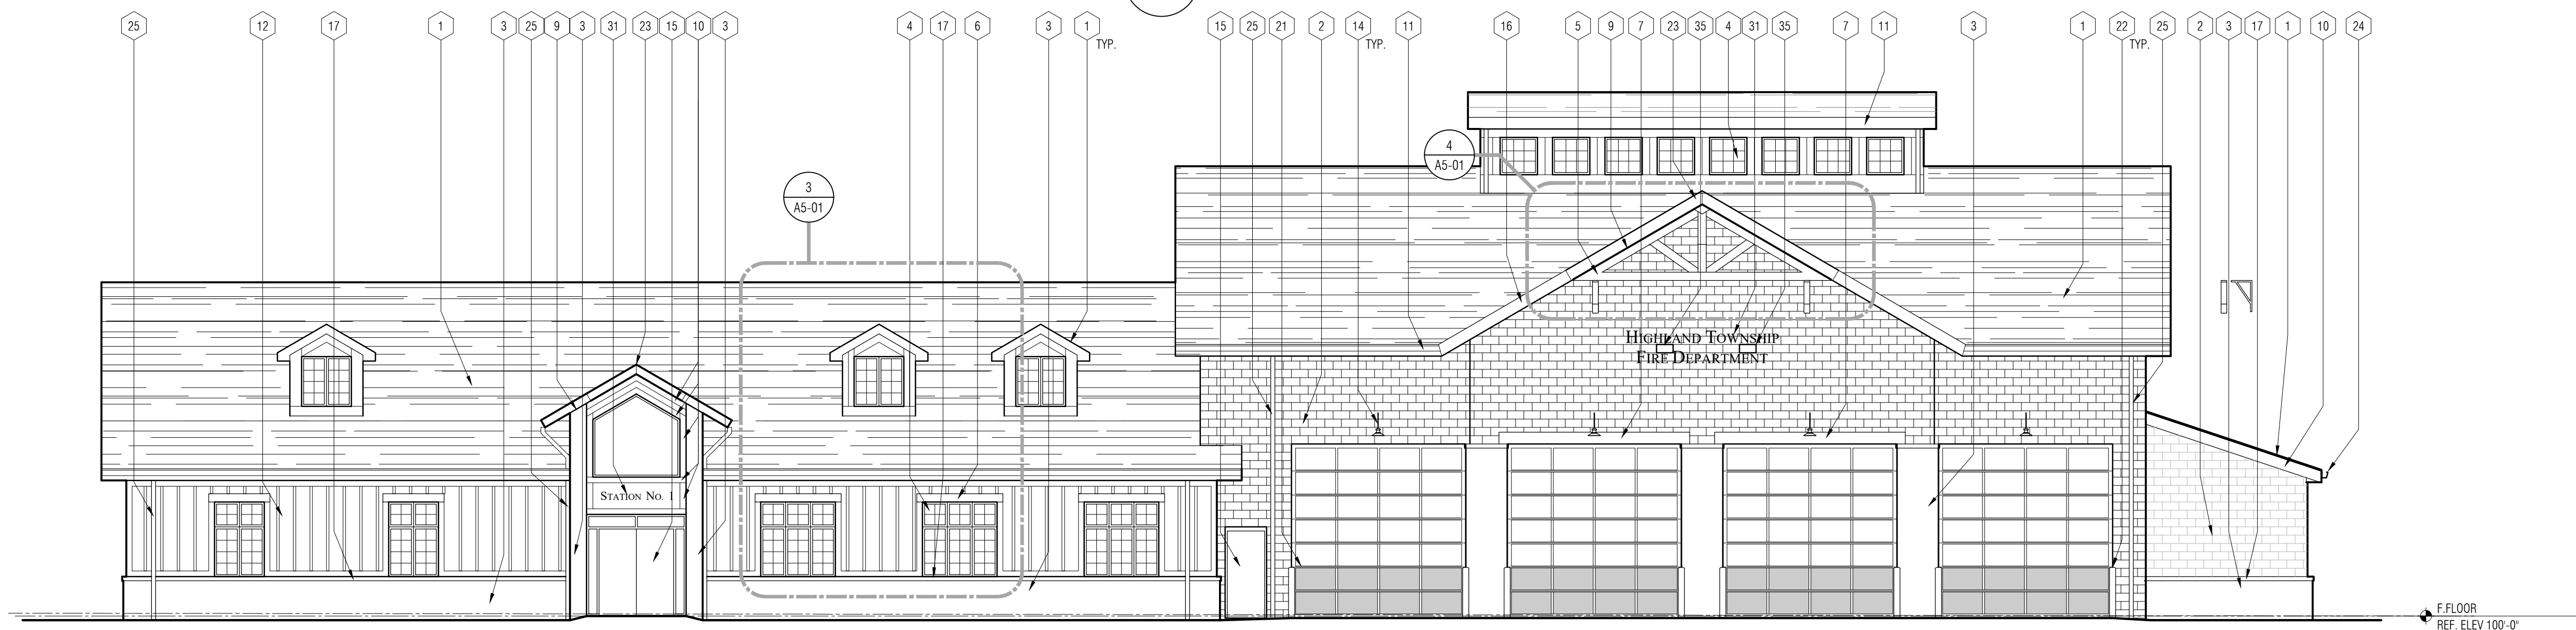 25 12 17 1 3 25 9 3 31 23 15 10 3 4 17 6 3 1 15 25 21 2 14 11 16 5 9 7 23 35 4 31 35 7 11 3 1 22 25 2 3 17 1 10 24
TYP. TYP. TYP.
4
A5-01
3
A5-01
HIGHLAND TOWNSHIP
FIRE DEPARTMENT
STATION NO. 1
F.FLOOR
REF. ELEV 100'-0"